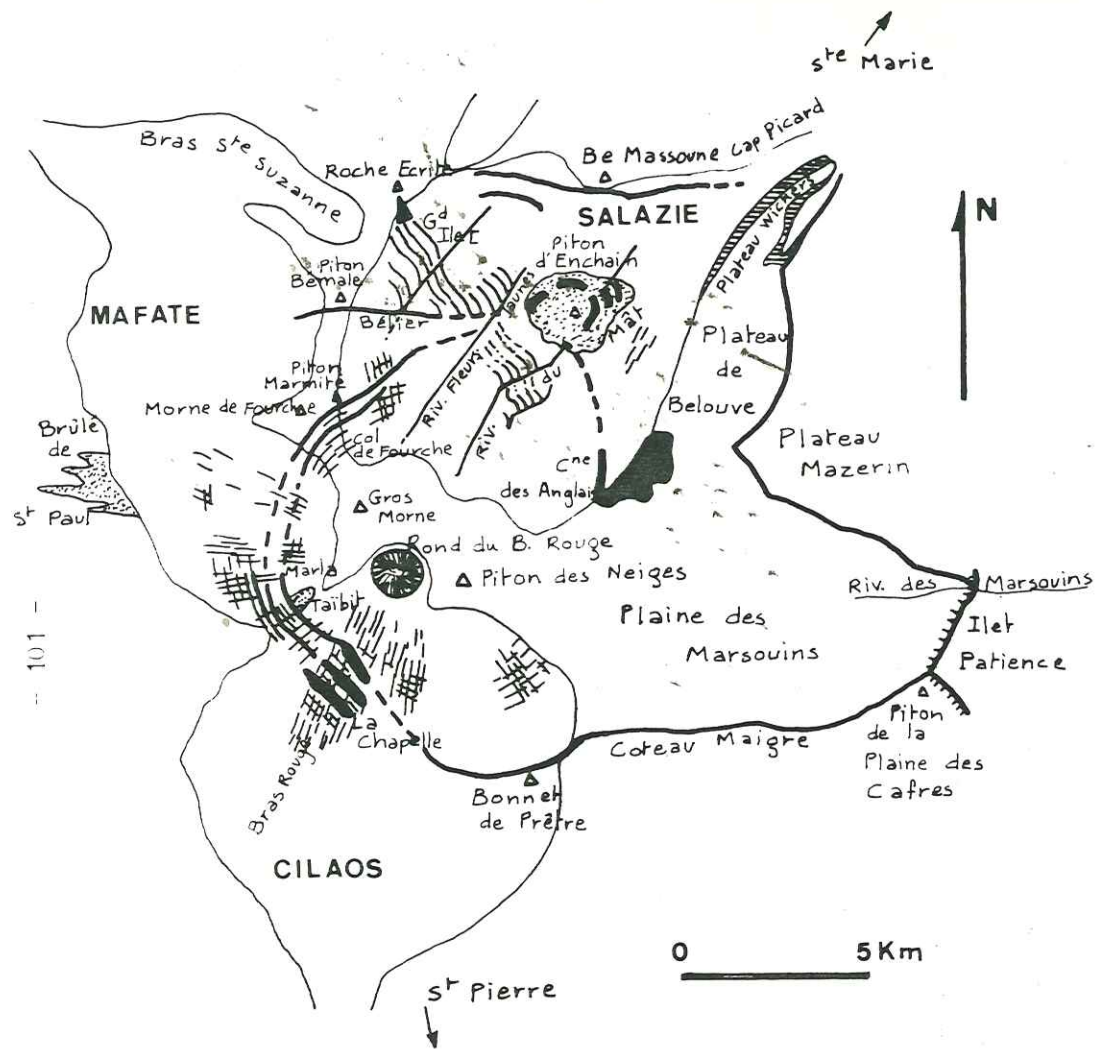 Ste Marie
Bras Ste Suzanne
Be Massoune
Cap Picard
Roche Ecrite
SALAZIE
N
Gd
Ilet
Piton
d'Enchain
Plateau Wickers
Piton
Bémale
MAFATE
Bélier
Jaunes
Mât
Plateau
de
Belouve
Piton
Marmite
Riv. Fleurs
du
Morne de Fourche
Riv.
Brûlé
de
St Paul
Col
de Fourche
Plateau
Mazerin
Cne
des Anglais
Gros
Morne
Rond du B. Rouge
Marla
Piton des Neiges
Riv. des Marsouins
Taïbit
Plaine des
Marsouins
Ilet
Patience
- 101 -
La
Chapelle
Coteau Maigre
Piton
de la
Plaine des
Cafres
Bras Rouge
Bonnet
de Prêtre
CILAOS
0 5 Km
St Pierre